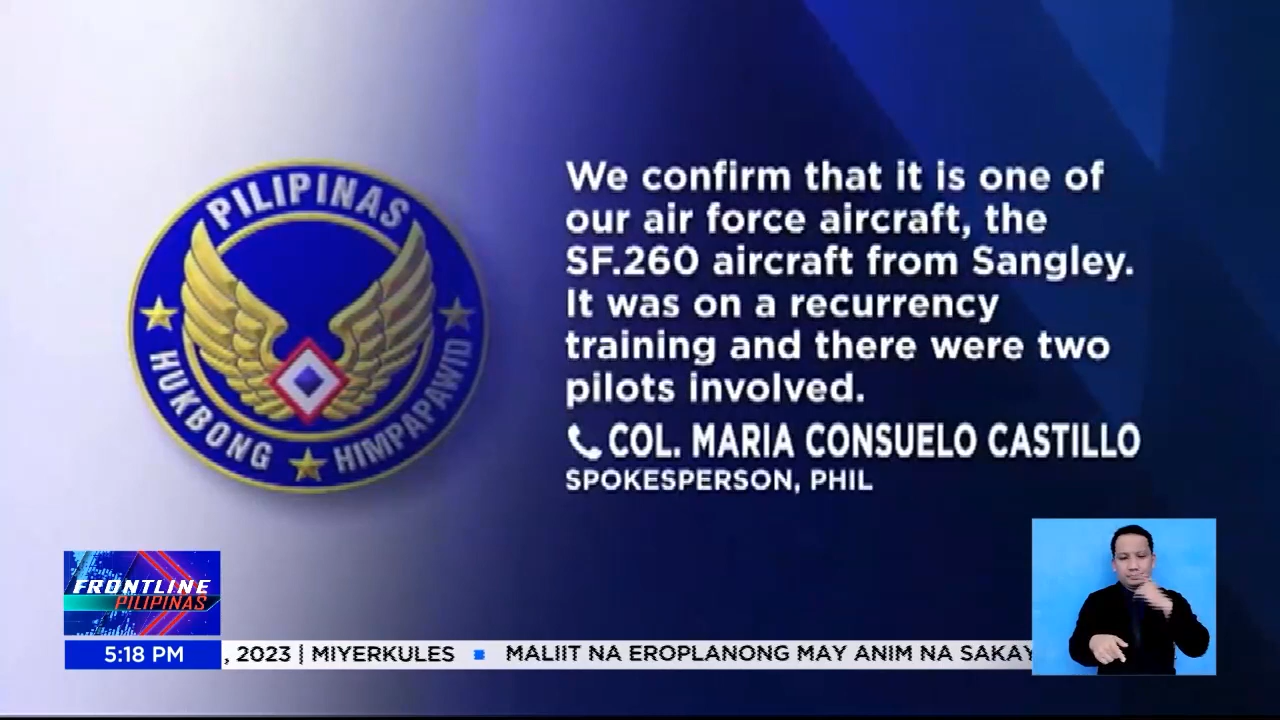 PILIPINAS
HUKBONG HIMPAPAWID
We confirm that it is one of
our air force aircraft, the
SF.260 aircraft from Sangley.
It was on a recurrency
training and there were two
pilots involved.
COL. MARIA CONSUELO CASTILLO
SPOKESPERSON, PHIL
FRONTLINE
PILIPINAS
5:18 PM , 2023 | MIYERKULES ▪ MALIIT NA EROPLANONG MAY ANIM NA SAKAY